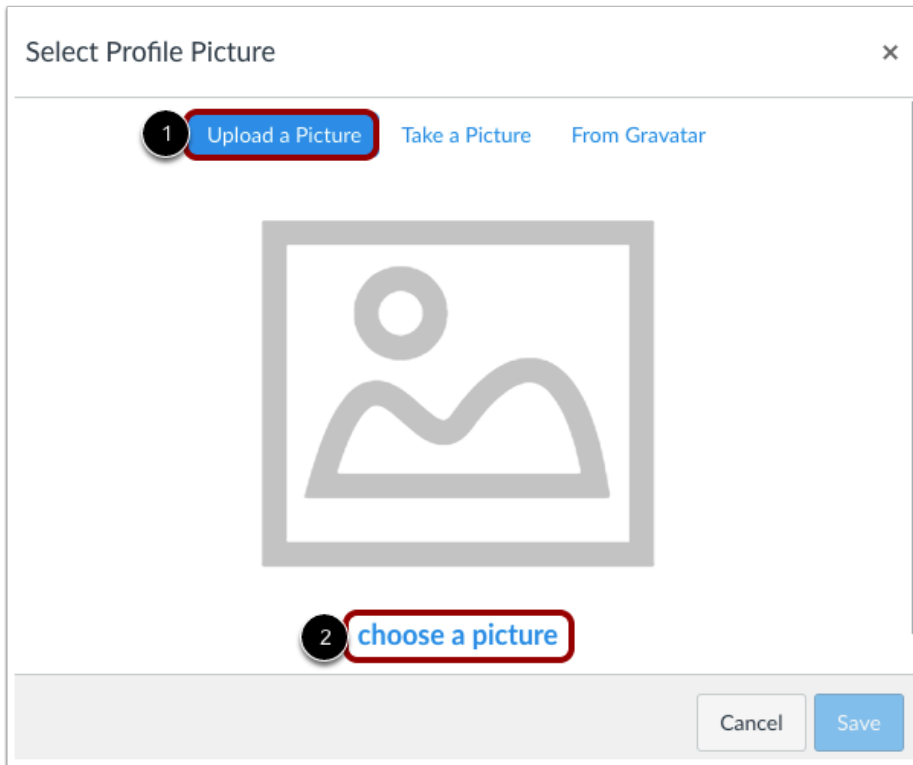 Select Profile Picture ×
1 Upload a Picture Take a Picture From Gravatar
2 choose a picture
Cancel Save